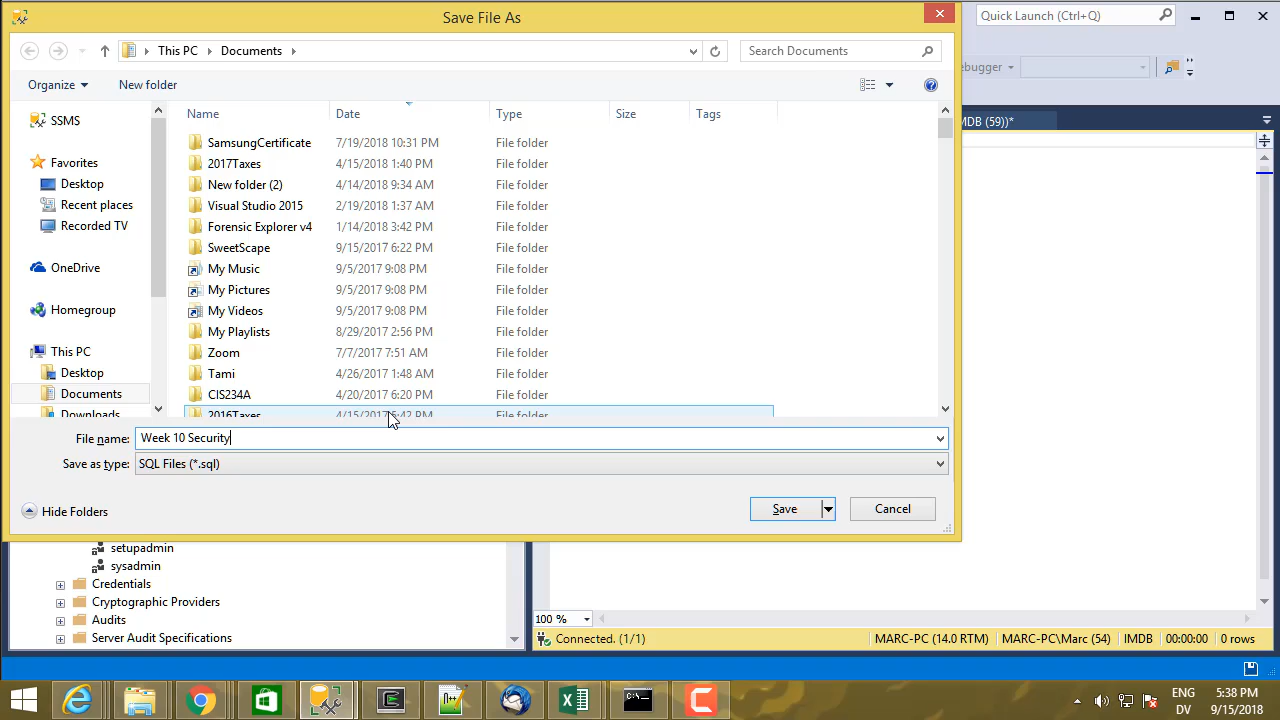 Save File As
Quick Launch (Ctrl+Q)
This PC Documents
Search Documents
Organize New folder
ebugger
Name Date Type Size Tags
MDB (59))*
SSMS
Favorites
Desktop
Recent places
Recorded TV
OneDrive
Homegroup
This PC
Desktop
Documents
Downloads
SamsungCertificate 7/19/2018 10:31 PM File folder
2017Taxes 4/15/2018 1:40 PM File folder
New folder (2) 4/14/2018 9:34 AM File folder
Visual Studio 2015 2/19/2018 1:37 AM File folder
Forensic Explorer v4 1/14/2018 3:42 PM File folder
SweetScape 9/15/2017 6:22 PM File folder
My Music 9/5/2017 9:08 PM File folder
My Pictures 9/5/2017 9:08 PM File folder
My Videos 9/5/2017 9:08 PM File folder
My Playlists 8/29/2017 2:56 PM File folder
Zoom 7/7/2017 7:51 AM File folder
Tami 4/26/2017 1:48 AM File folder
CIS234A 4/20/2017 6:20 PM File folder
2016Taxes 4/15/2017 PM File folder
File name: Week 10 Security
Save as type: SQL Files (*.sql)
Hide Folders
Save Cancel
setupadmin
sysadmin
Credentials
Cryptographic Providers
Audits
Server Audit Specifications
100 %
Connected. (1/1) MARC-PC (14.0 RTM) MARC-PC\Marc (54) IMDB 00:00:00 0 rows
ENG 5:38 PM
DV 9/15/2018